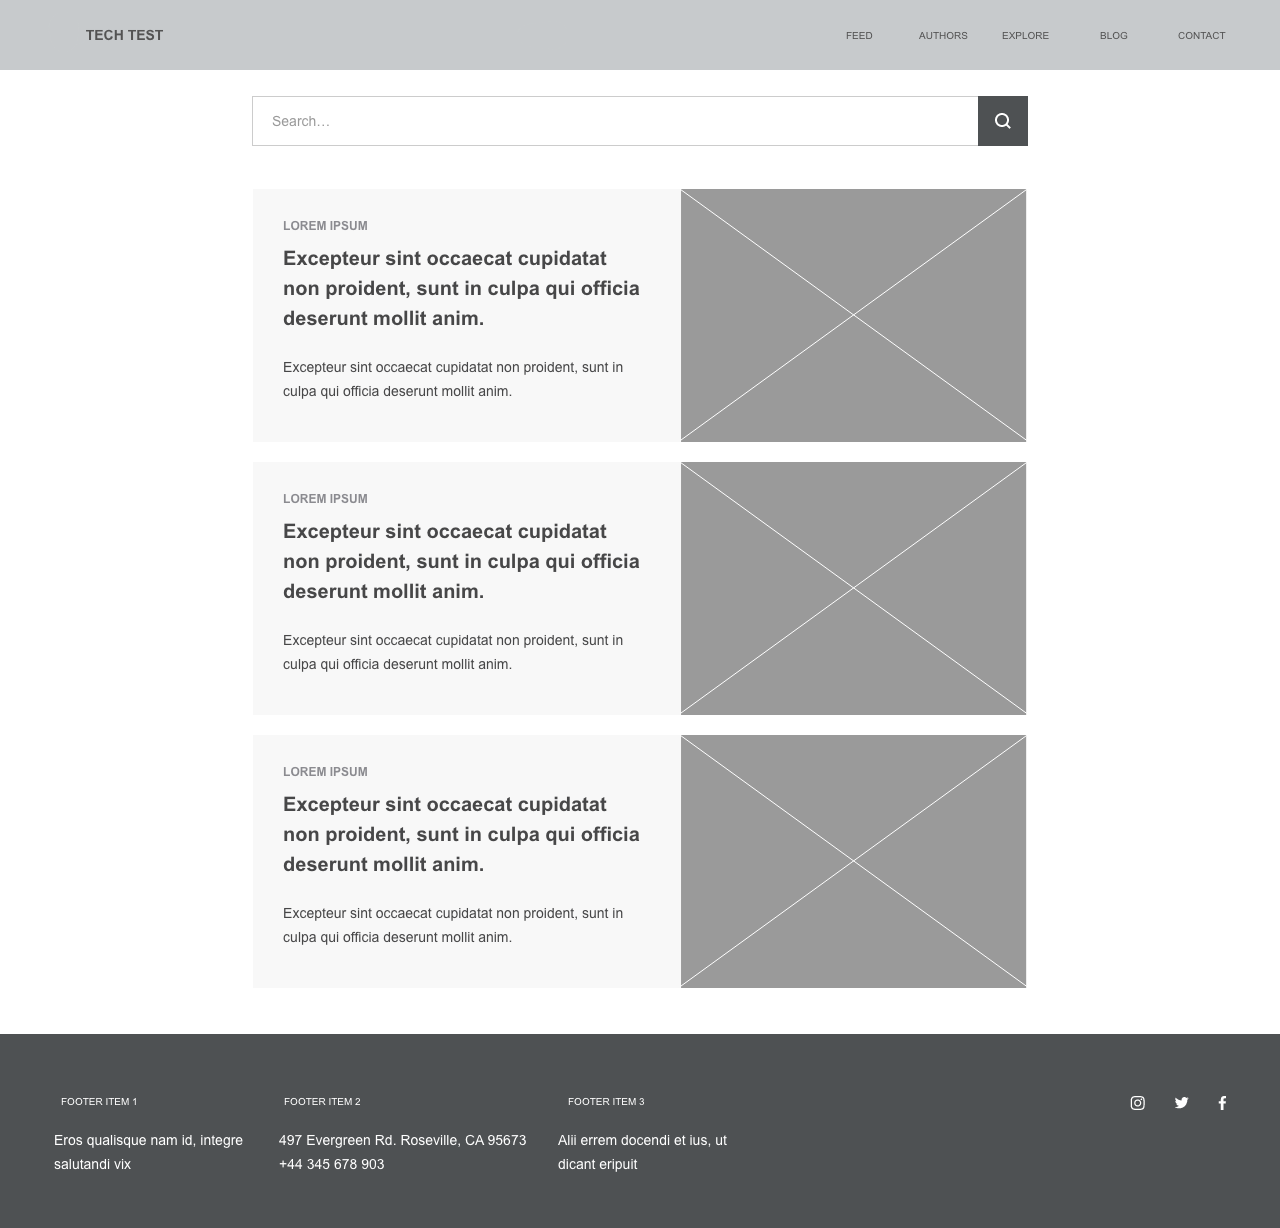 TECH TEST
FEED AUTHORS EXPLORE BLOG CONTACT
Search...
LOREM IPSUM
Excepteur sint occaecat cupidatat
non proident, sunt in culpa qui officia
deserunt mollit anim.
Excepteur sint occaecat cupidatat non proident, sunt in
culpa qui officia deserunt mollit anim.
LOREM IPSUM
Excepteur sint occaecat cupidatat
non proident, sunt in culpa qui officia
deserunt mollit anim.
Excepteur sint occaecat cupidatat non proident, sunt in
culpa qui officia deserunt mollit anim.
LOREM IPSUM
Excepteur sint occaecat cupidatat
non proident, sunt in culpa qui officia
deserunt mollit anim.
Excepteur sint occaecat cupidatat non proident, sunt in
culpa qui officia deserunt mollit anim.
FOOTER ITEM 1
Eros qualisque nam id, integre
salutandi vix
FOOTER ITEM 2
497 Evergreen Rd. Roseville, CA 95673
+44 345 678 903
FOOTER ITEM 3
Alii errem docendi et ius, ut
dicant eripuit